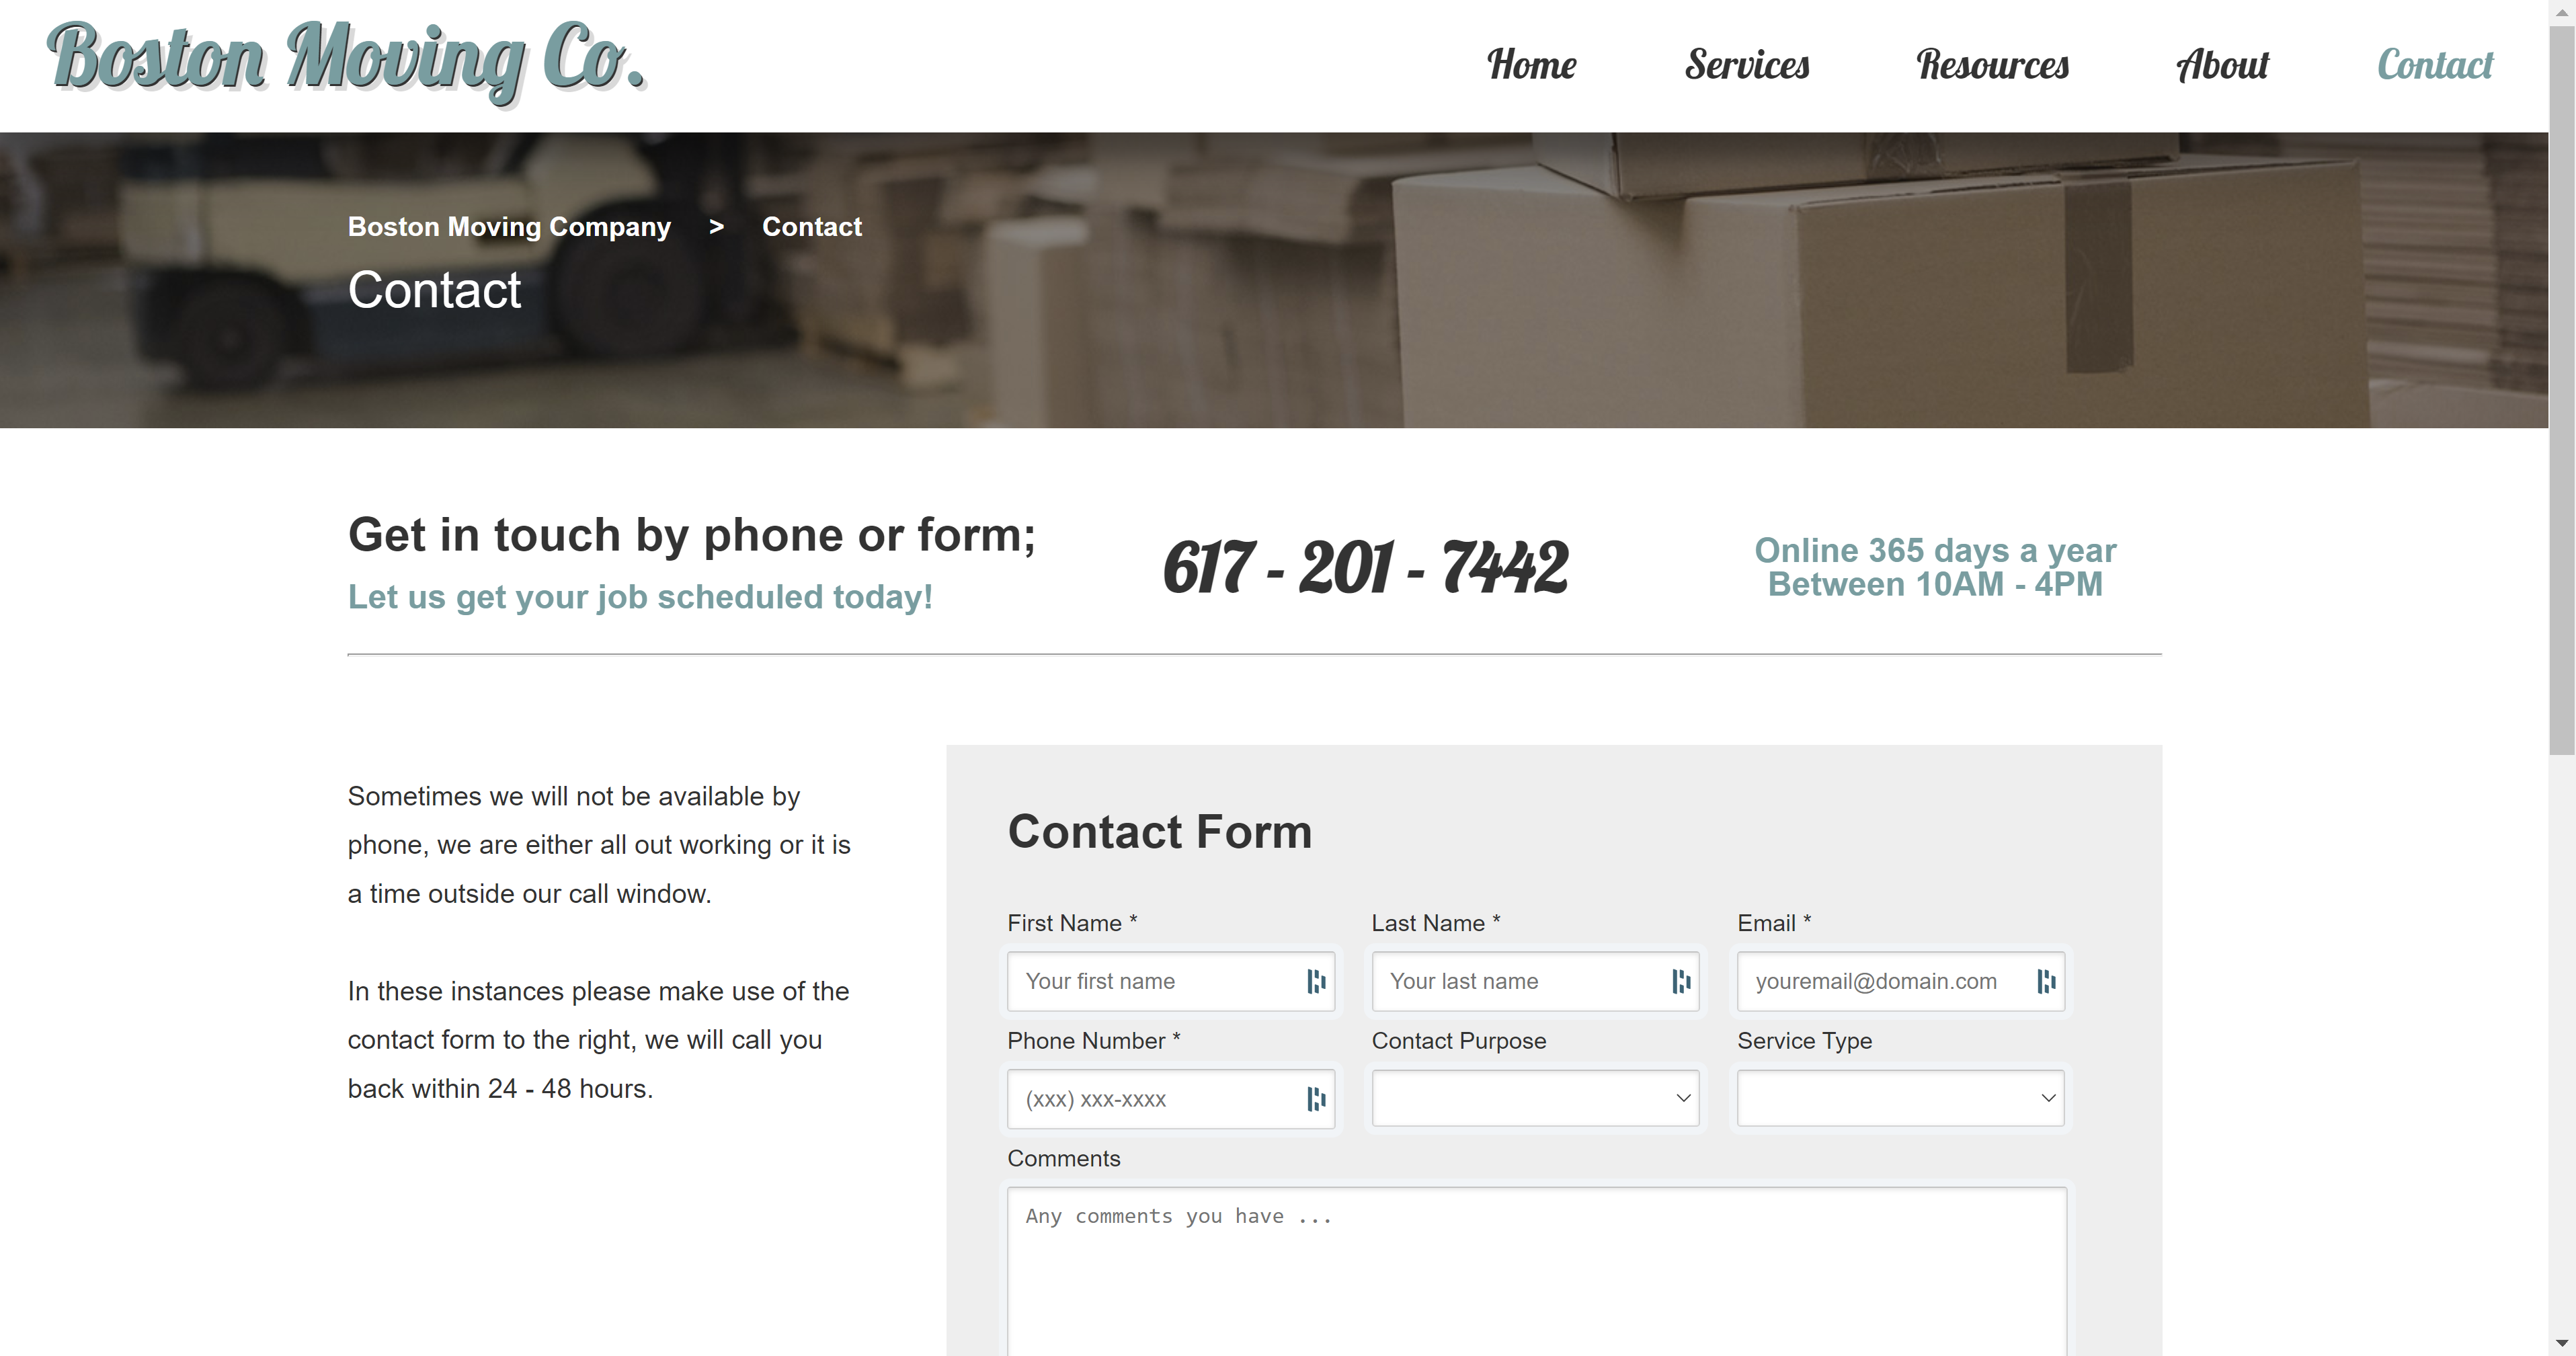 Boston Moving Co.
Home Services Resources About Contact
Boston Moving Company > Contact
Contact
Get in touch by phone or form;
Let us get your job scheduled today!
617 - 201 - 7442
Online 365 days a year
Between 10AM - 4PM
Sometimes we will not be available by
phone, we are either all out working or it is
a time outside our call window.
In these instances please make use of the
contact form to the right, we will call you
back within 24 - 48 hours.
Contact Form
First Name * Last Name * Email *
Your first name Your last name youremail@domain.com
Phone Number * Contact Purpose Service Type
(xxx) xxx-xxxx
Comments
Any comments you have ...